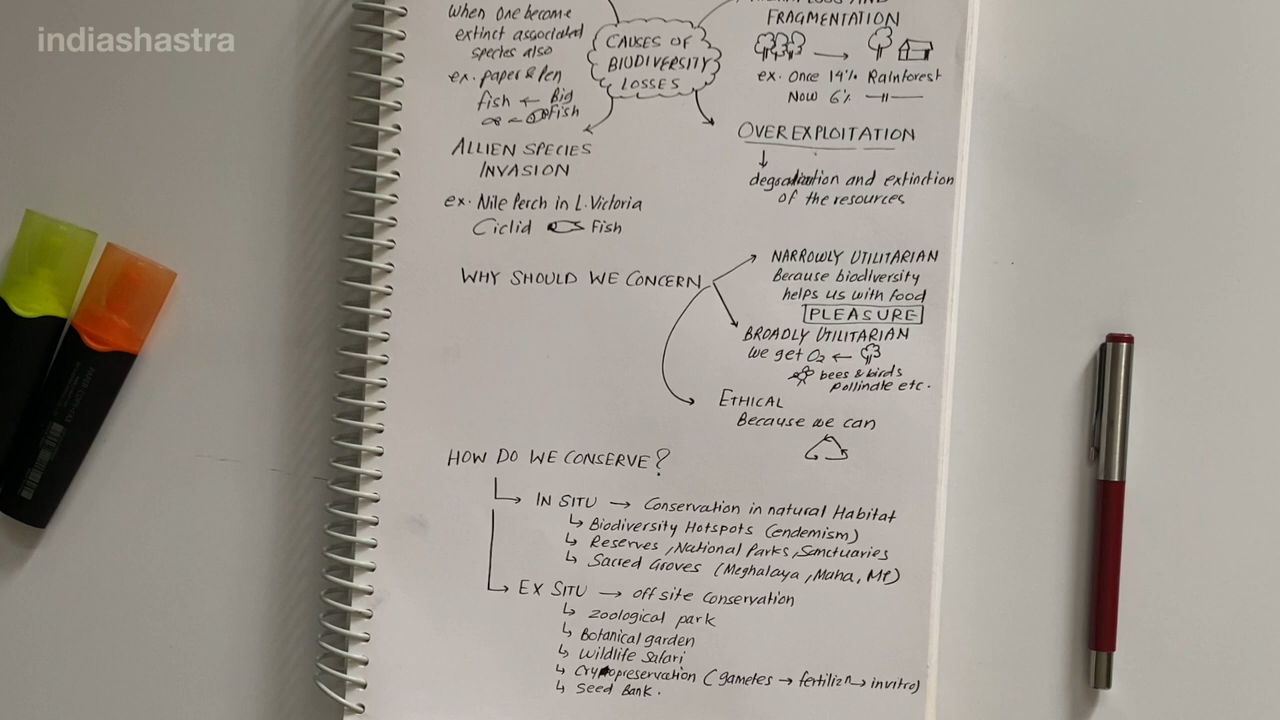 indiashastra
when one become
extinct associated
species also
ex. paper & Pen
fish ← Big
← Fish
ALLIEN SPECIES
INVASION
ex. Nile Perch in L. Victoria
Ciclid Fish
CAUSES OF
BIODIVERSITY
LOSSES
FRAGMENTATION
ex. Once 14% Rainforest
Now 6% —11—
OVEREXPLOITATION
degradation and extinction
of the resources
WHY SHOULD WE CONCERN
NARROWLY UTILITARIAN
Because biodiversity
helps us with food
PLEASURE
BROADLY UTILITARIAN
we get O2 ←
bees & birds
pollinate etc.
ETHICAL
Because we can
HOW DO WE CONSERVE?
IN SITU → Conservation in natural Habitat
↳ Biodiversity Hotspots (endemism)
↳ Reserves, National Parks, Sanctuaries
↳ Sacred Groves (Meghalaya, Maha, MP)
EX SITU → off site conservation
↳ Zoological park
↳ Botanical garden
↳ Wildlife Safari
↳ Cryopreservation (gametes → fertilizn → invitro)
↳ Seed Bank.